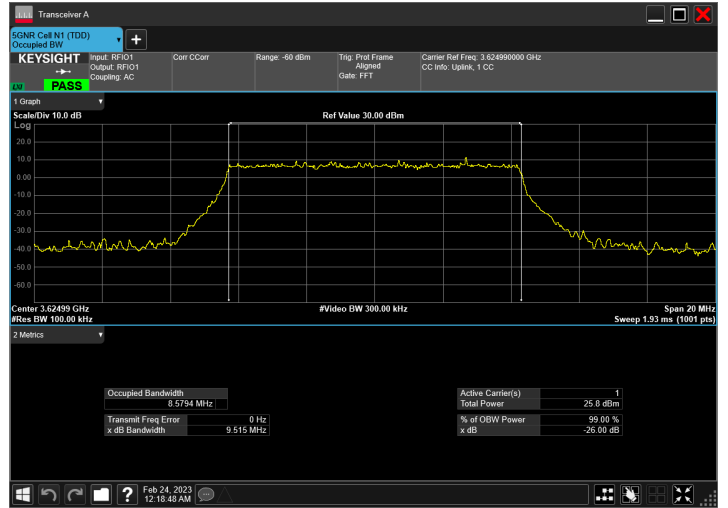 Transceiver A
5GNR Cell N1 (TDD)
Occupied BW
KEYSIGHT
LXI
PASS
Input: RFIO1
Output: RFIO1
Coupling: AC
Corr CCorr
Range: -60 dBm
Trig: Prot Frame
Aligned
Gate: FFT
Carrier Ref Freq: 3.624990000 GHz
CC Info: Uplink, 1 CC
1 Graph
Scale/Div 10.0 dB
Ref Value 30.00 dBm
Log
20.0
10.0
0.00
-10.0
-20.0
-30.0
-40.0
-50.0
-60.0
Center 3.62499 GHz
#Video BW 300.00 kHz
Span 20 MHz
#Res BW 100.00 kHz
Sweep 1.93 ms (1001 pts)
2 Metrics
Occupied Bandwidth
8.5794 MHz
Transmit Freq Error 0 Hz
x dB Bandwidth 9.515 MHz
Active Carrier(s) 1
Total Power 25.8 dBm
% of OBW Power 99.00 %
x dB -26.00 dB
Feb 24, 2023
12:18:48 AM